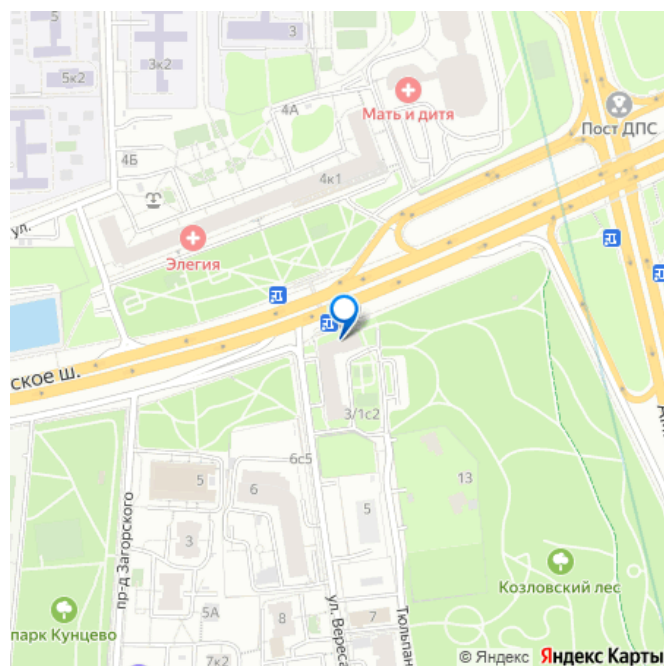 5
3
5к2
3к2
4А
Мать и дитя
Пост ДПС
4Б
4к1
ул.
Элегия
ское ш.
3/1с2
6с5
13
5
6
5
пр-д Загорского
3
Козловский лес
парк Кунцево
5А
8
ул. Вереса
7
Тюльпан
7к2
© Яндекс Яндекс Карты